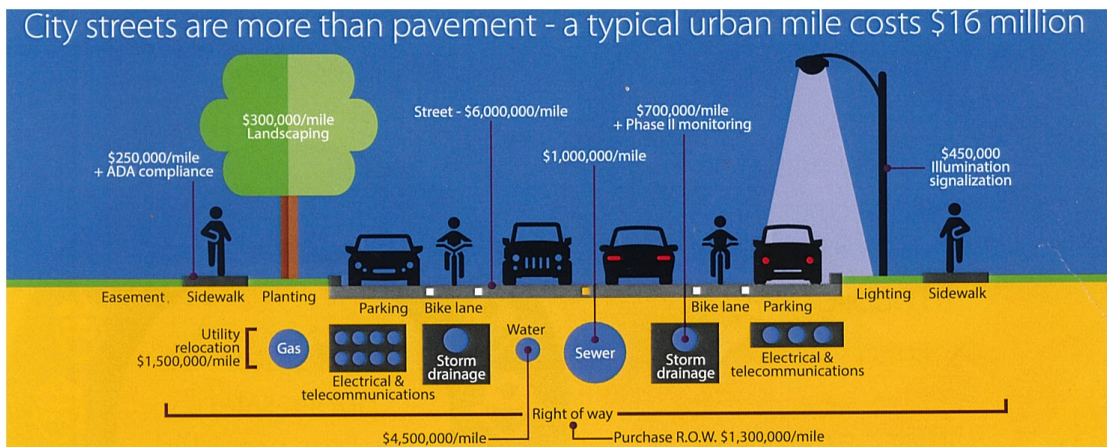 City streets are more than pavement - a typical urban mile costs $16 million
$300,000/mile
Landscaping
Street - $6,000,000/mile
$700,000/mile
+ Phase II monitoring
$250,000/mile
+ ADA compliance
$1,000,000/mile
$450,000
Illumination
signalization
Easement
Sidewalk
Planting
Parking
Bike lane
Bike lane
Parking
Lighting
Sidewalk
Utility
relocation
$1,500,000/mile
Gas
Electrical &
telecommunications
Storm
drainage
Water
Sewer
Storm
drainage
Electrical &
telecommunications
Right of way
$4,500,000/mile
Purchase R.O.W. $1,300,000/mile